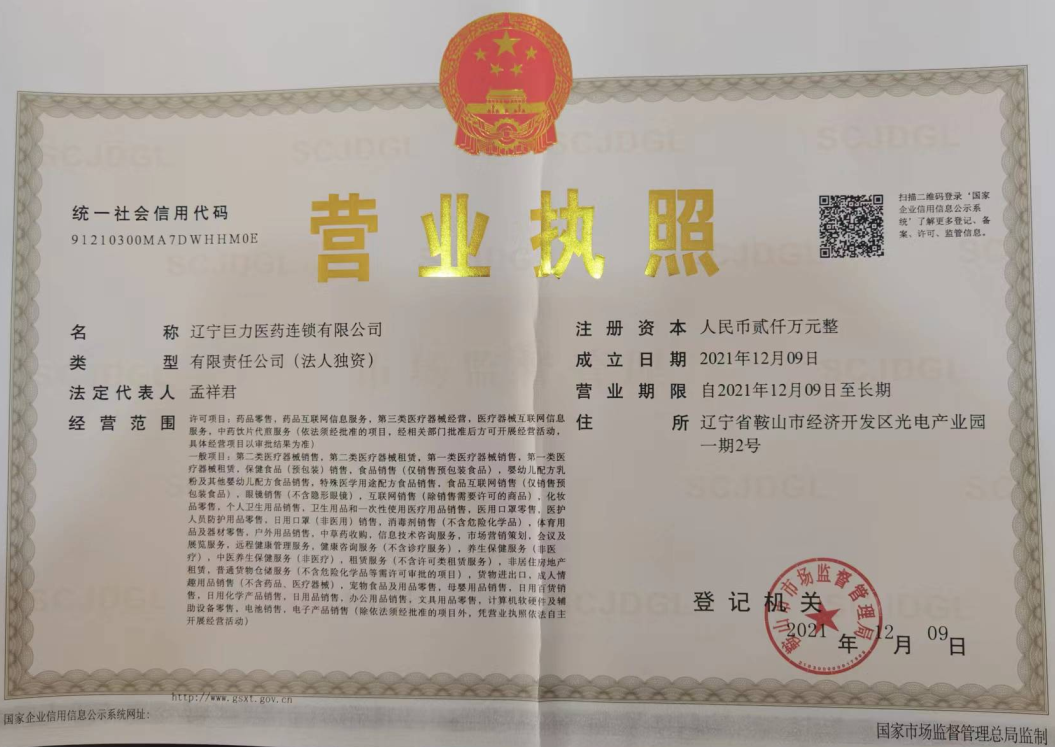 营业执照
统一社会信用代码
91210300MA7DWHHM0E
扫描二维码登录‘国家
企业信用信息公示系
统’了解更多登记、备
案、许可、监管信息。
名 称 辽宁巨力医药连锁有限公司
类 型 有限责任公司（法人独资）
法定代表人 孟祥君
经营范围 许可项目：药品零售，药品互联网信息服务，第三类医疗器械经营，医疗器械互联网信息
服务，中药饮片代煎服务（依法须经批准的项目，经相关部门批准后方可开展经营活动，
具体经营项目以审批结果为准）
一般项目：第二类医疗器械销售，第二类医疗器械租赁，第一类医疗器械销售，第一类医
疗器械租赁，保健食品（预包装）销售，食品销售（仅销售预包装食品），婴幼儿配方乳
粉及其他婴幼儿配方食品销售，特殊医学用途配方食品销售，食品互联网销售（仅销售预
包装食品），眼镜销售（不含隐形眼镜），互联网销售（除销售需要许可的商品），化妆
品零售，个人卫生用品销售，卫生用品和一次性使用医疗用品销售，医用口罩零售，医护
人员防护用品零售，日用口罩（非医用）销售，消毒剂销售（不含危险化学品），体育用
品及器材零售，户外用品销售，中草药收购，信息技术咨询服务，市场营销策划，会议及
展览服务，远程健康管理服务，健康咨询服务（不含诊疗服务），养生保健服务（非医
疗），中医养生保健服务（非医疗），租赁服务（不含许可类租赁服务），非居住房地产
租赁，普通货物仓储服务（不含危险化学品等需许可审批的项目），货物进出口，成人情
趣用品销售（不含药品、医疗器械），宠物食品及用品零售，母婴用品销售，日用百货销
售，日用化学产品销售，日用品销售，办公用品销售，文具用品零售，计算机软硬件及辅
助设备零售，电池销售，电子产品销售（除依法须经批准的项目外，凭营业执照依法自主
开展经营活动）
注册资本 人民币贰仟万元整
成立日期 2021年12月09日
营业期限 自2021年12月09日至长期
住 所 辽宁省鞍山市经济开发区光电产业园
一期2号
登记机关
鞍山市市场监督管理局
2021年12月09日
http://www.gsxt.gov.cn
国家企业信用信息公示系统网址：
国家市场监督管理总局监制